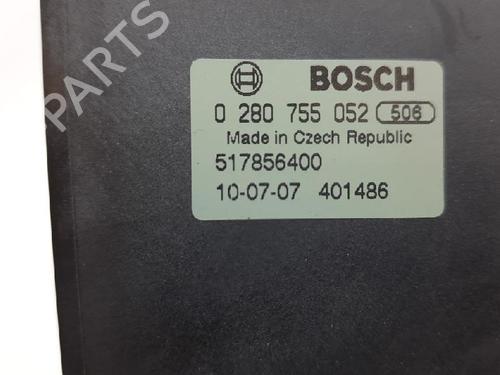 PARTS
BOSCH
0 280 755 052 506
Made in Czech Republic
517856400
10-07-07 401486